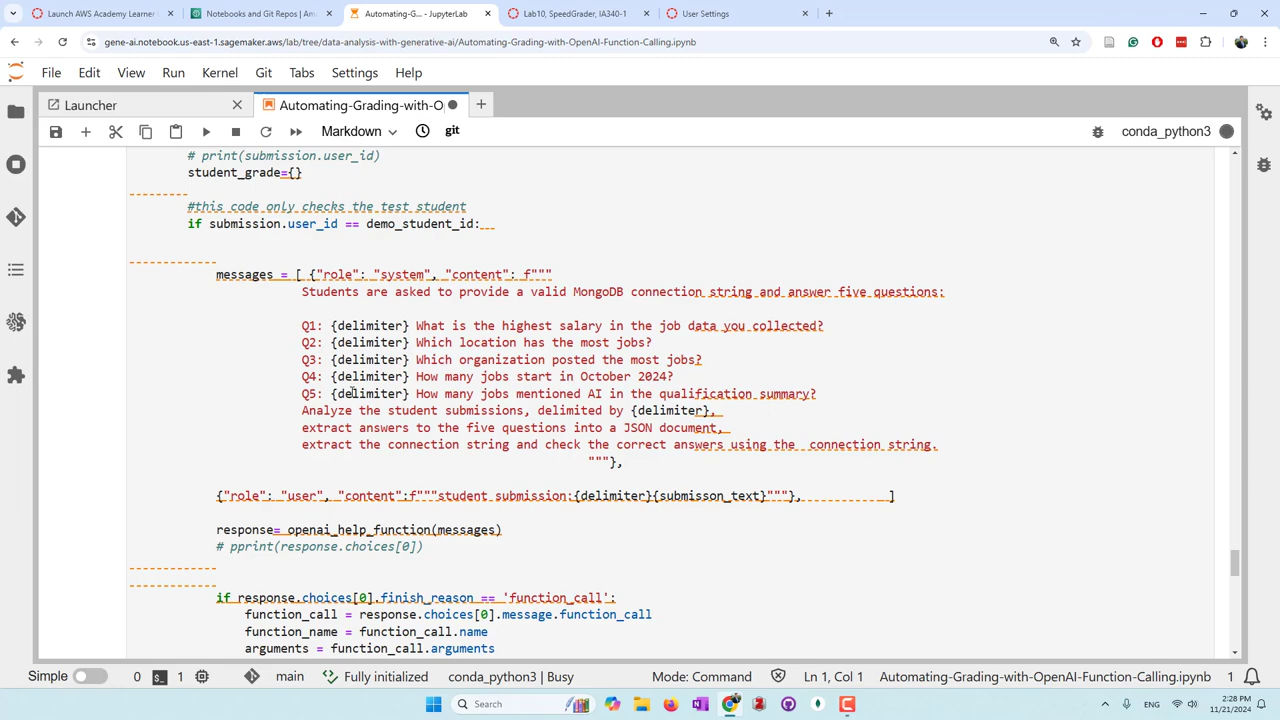 Launch AWS Academy Learning
Notebooks and Git Repos | Am
Automating-G... - JupyterLab
Lab10, SpeedGrader, IA340-1
User Settings
gene-ai.notebook.us-east-1.sagemaker.aws/lab/tree/data-analysis-with-generative-ai/Automating-Grading-with-OpenAI-Function-Calling.ipynb
File Edit View Run Kernel Git Tabs Settings Help
Launcher
Automating-Grading-with-O
Markdown
git
conda_python3
# print(submission.user_id)
student_grade={}
#this code only checks the test student
if submission.user_id == demo_student_id:
messages = [ {"role": "system", "content": f"""
Students are asked to provide a valid MongoDB connection string and answer five questions:
Q1: {delimiter} What is the highest salary in the job data you collected?
Q2: {delimiter} Which location has the most jobs?
Q3: {delimiter} Which organization posted the most jobs?
Q4: {delimiter} How many jobs start in October 2024?
Q5: {delimiter} How many jobs mentioned AI in the qualification summary?
Analyze the student submissions, delimited by {delimiter},
extract answers to the five questions into a JSON document,
extract the connection string and check the correct answers using the  connection string.
"""},
{"role": "user", "content":f"""student submission:{delimiter}{submisson_text}"""}, ]
response= openai_help_function(messages)
# pprint(response.choices[0])
if response.choices[0].finish_reason == 'function_call':
function_call = response.choices[0].message.function_call
function_name = function_call.name
arguments = function_call.arguments
Simple 0 1 main Fully initialized conda_python3 | Busy Mode: Command Ln 1, Col 1 Automating-Grading-with-OpenAI-Function-Calling.ipynb 1
Search
ENG
2:28 PM
11/21/2024